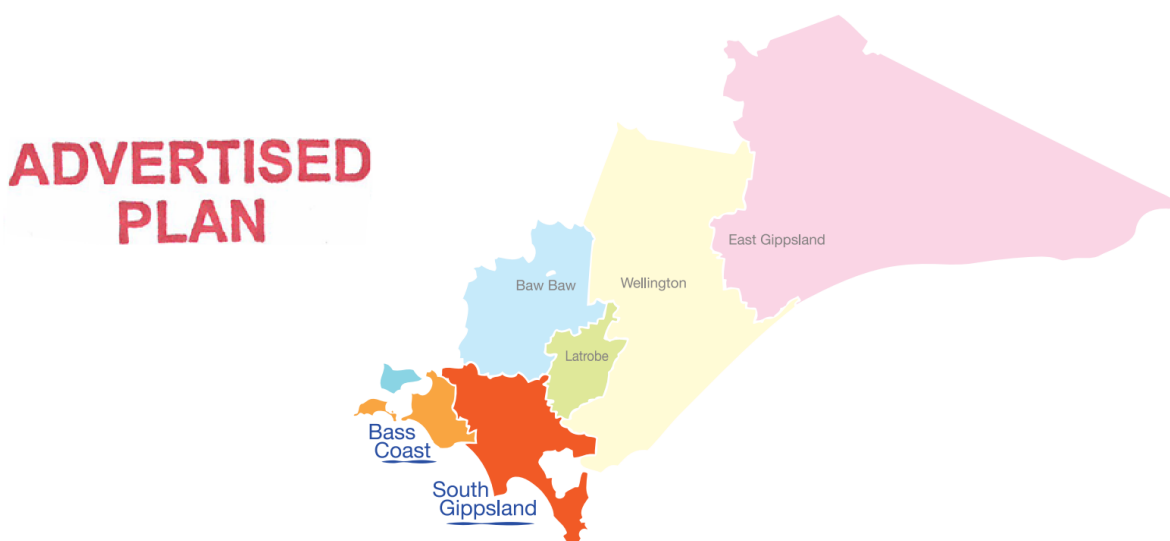 ADVERTISED
PLAN
East Gippsland
Wellington
Baw Baw
Latrobe
Bass
Coast
South
Gippsland